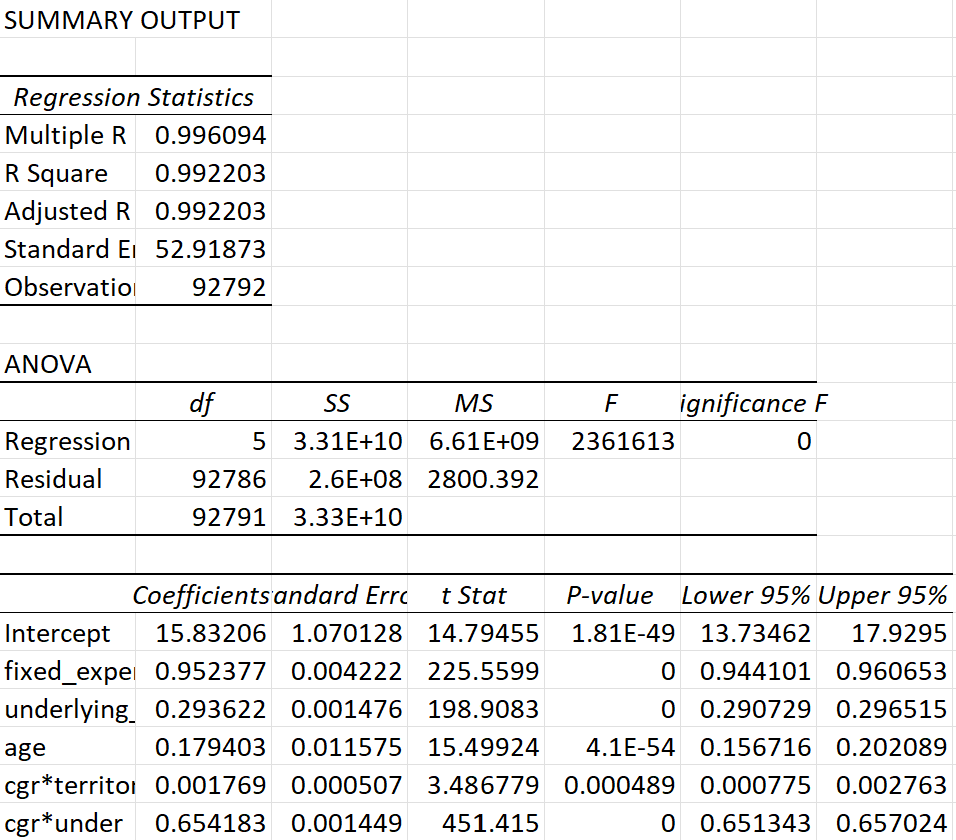 SUMMARY OUTPUT
Regression Statistics
Multiple R 0.996094
R Square 0.992203
Adjusted R 0.992203
Standard Er 52.91873
Observatior 92792
ANOVA
df SS MS F ignificance F
Regression 5 3.31E+10 6.61E+09 2361613 0
Residual 92786 2.6E+08 2800.392
Total 92791 3.33E+10
Coefficients andard Erro t Stat P-value Lower 95% Upper 95%
Intercept 15.83206 1.070128 14.79455 1.81E-49 13.73462 17.9295
fixed_exper 0.952377 0.004222 225.5599 0 0.944101 0.960653
underlying_ 0.293622 0.001476 198.9083 0 0.290729 0.296515
age 0.179403 0.011575 15.49924 4.1E-54 0.156716 0.202089
cgr*territor 0.001769 0.000507 3.486779 0.000489 0.000775 0.002763
cgr*under 0.654183 0.001449 451.415 0 0.651343 0.657024